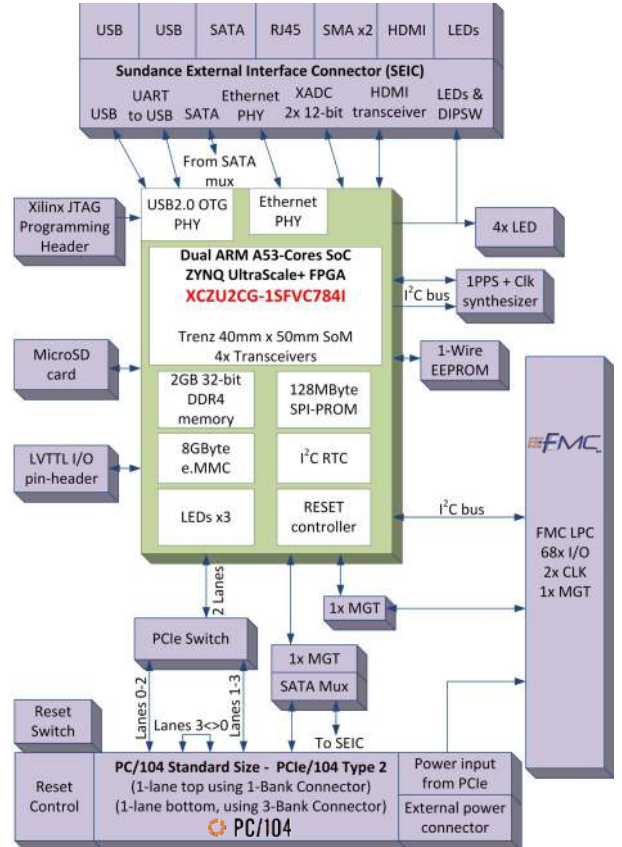 USB USB SATA RJ45 SMA x2 HDMI LEDs
Sundance External Interface Connector (SEIC)
USB
UART
to USB
SATA
Ethernet
PHY
XADC
2x 12-bit
HDMI
transceiver
LEDs &
DIPSW
From SATA
mux
Xilinx JTAG
Programming
Header
USB2.0 OTG
PHY
Ethernet
PHY
4x LED
Dual ARM A53-Cores SoC
ZYNQ UltraScale+ FPGA
XCZU2CG-1SFVC784I
Trenz 40mm x 50mm SoM
4x Transceivers
I²C bus
1PPS + Clk
synthesizer
MicroSD
card
1-Wire
EEPROM
2GB 32-bit
DDR4
memory
128MByte
SPI-PROM
LVTTL I/O
pin-header
8GByte
e.MMC
I²C RTC
LEDs x3
RESET
controller
I²C bus
FMC
FMC LPC
68x I/O
2x CLK
1x MGT
2 Lanes
1x MGT
PCIe Switch
1x MGT
SATA Mux
Lanes 0-2
Lanes 3<>0
Lanes 1-3
To SEIC
Reset
Switch
Reset
Control
PC/104 Standard Size - PCIe/104 Type 2
(1-lane top using 1-Bank Connector)
(1-lane bottom, using 3-Bank Connector)
PC/104
Power input
from PCIe
External power
connector